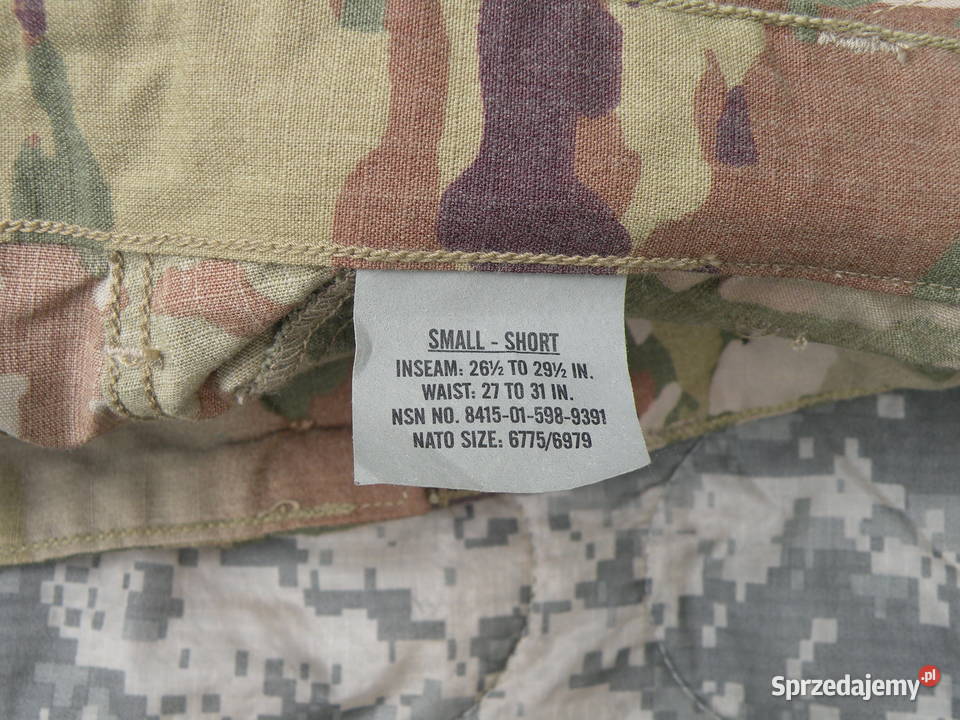 SMALL - SHORT
INSEAM: 26½ TO 29½ IN.
WAIST: 27 TO 31 IN.
NSN NO. 8415-01-598-9391
NATO SIZE: 6775/6979
Sprzedajemy.pl